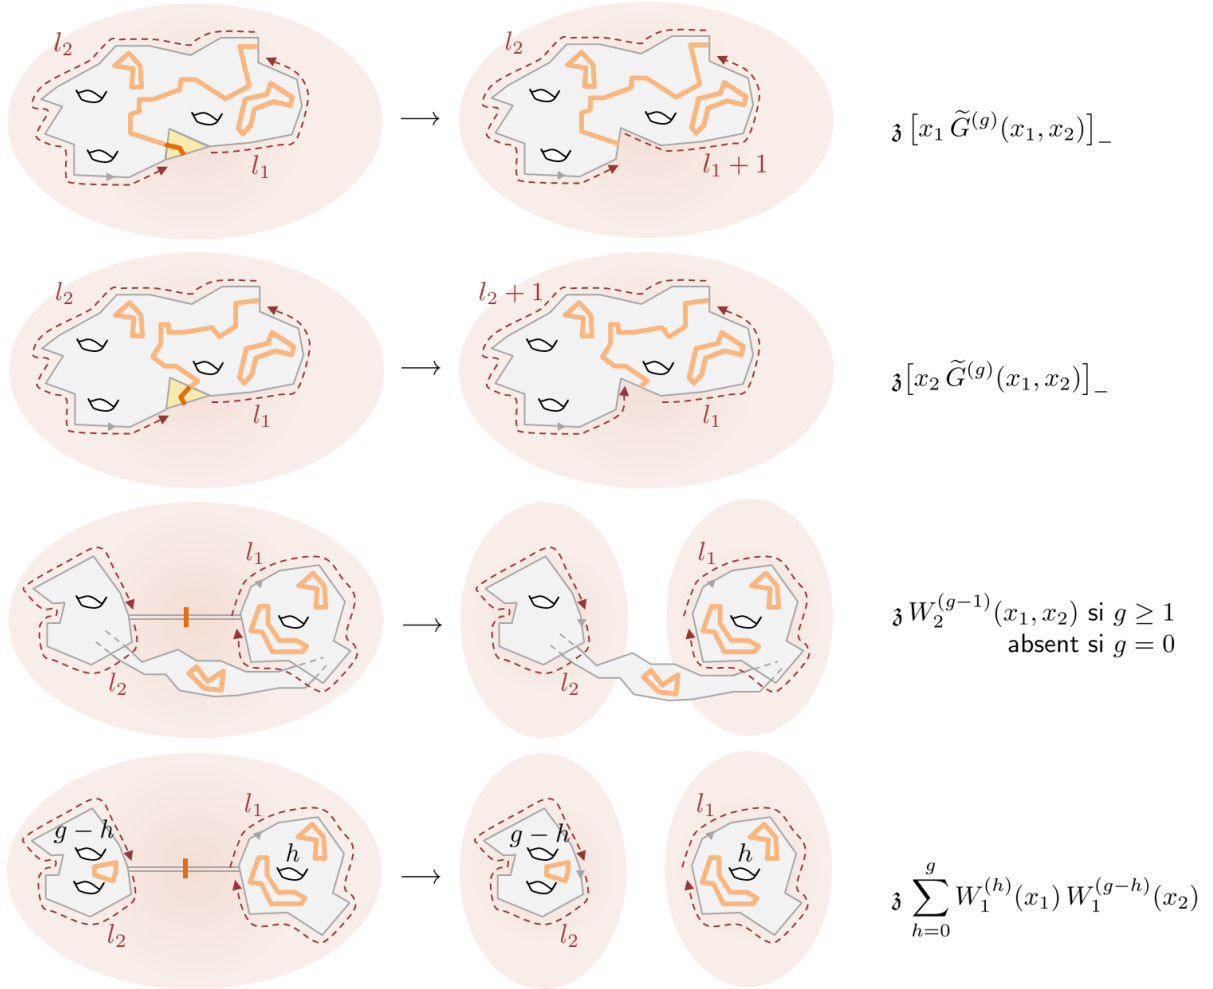 l₂
l₁
l₂
l₁ + 1
𝔷 [x₁ G̃⁽ᵍ⁾(x₁, x₂)]₋
l₂
l₁
l₂ + 1
l₁
𝔷[x₂ G̃⁽ᵍ⁾(x₁, x₂)]₋
l₁
l₂
l₁
l₂
𝔷 W₂^{(g−1)}(x₁, x₂) si g ≥ 1
absent si g = 0
l₁
g − h
h
l₂
l₁
g − h
h
l₂
𝔷 ∑_{h=0}^{g} W₁^{(h)}(x₁) W₁^{(g−h)}(x₂)